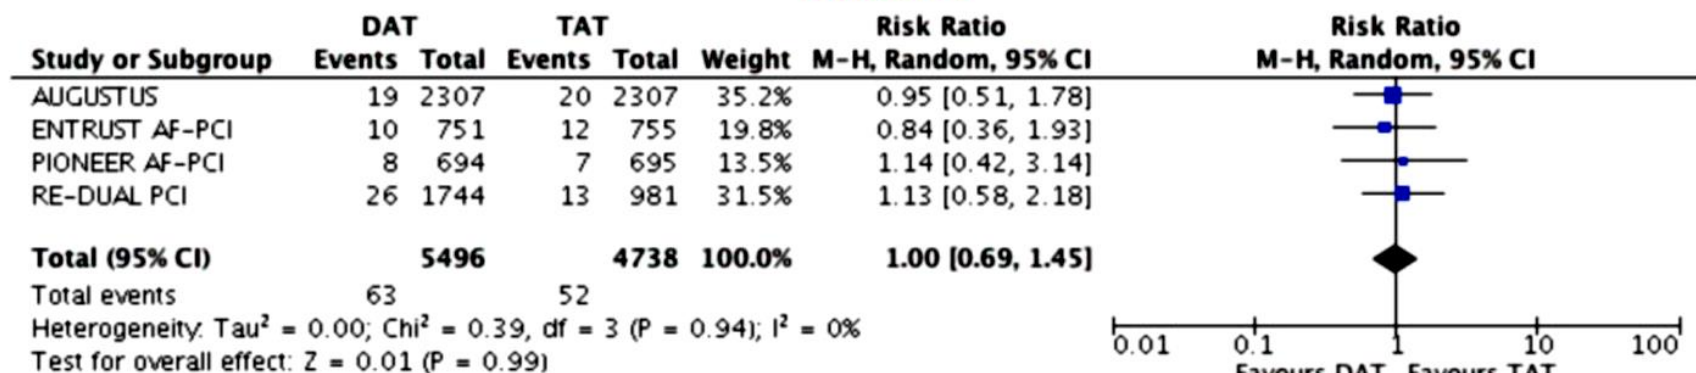 DAT TAT Risk Ratio Risk Ratio
Study or Subgroup Events Total Events Total Weight M-H, Random, 95% CI M-H, Random, 95% CI
AUGUSTUS 19 2307 20 2307 35.2% 0.95 [0.51, 1.78]
ENTRUST AF-PCI 10 751 12 755 19.8% 0.84 [0.36, 1.93]
PIONEER AF-PCI 8 694 7 695 13.5% 1.14 [0.42, 3.14]
RE-DUAL PCI 26 1744 13 981 31.5% 1.13 [0.58, 2.18]
Total (95% CI) 5496 4738 100.0% 1.00 [0.69, 1.45]
Total events 63 52
Heterogeneity: Tau² = 0.00; Chi² = 0.39, df = 3 (P = 0.94); I² = 0%
Test for overall effect: Z = 0.01 (P = 0.99)
0.01 0.1 1 10 100
Favours DAT Favours TAT